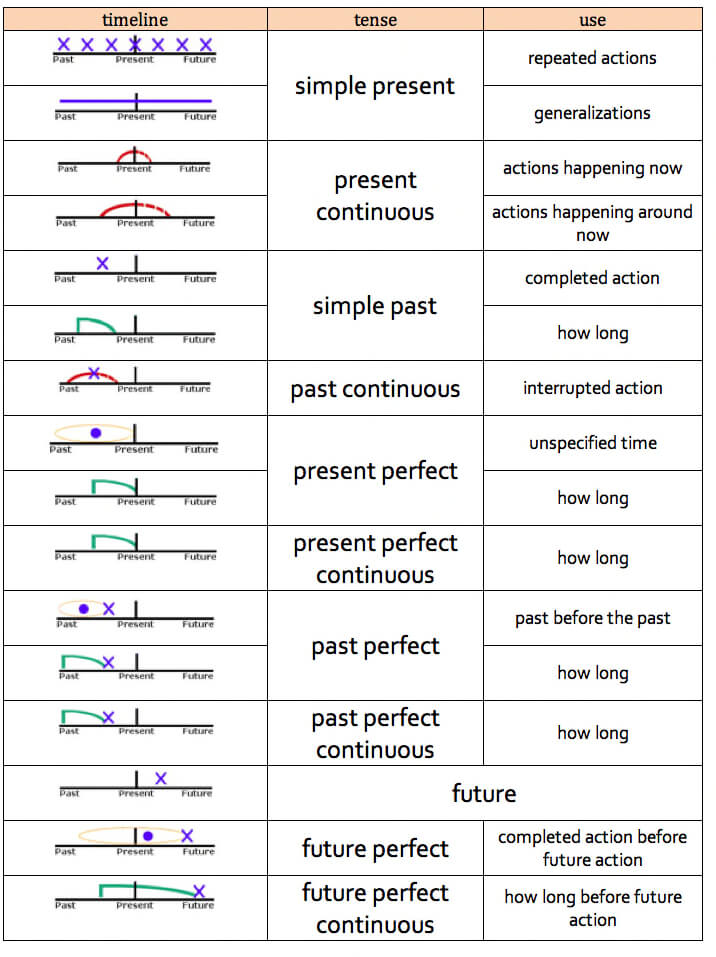 timeline tense use
Past Present Future
simple present
repeated actions
Past Present Future
generalizations
Past Present Future
present
continuous
actions happening now
Past Present Future
actions happening around
now
Past Present Future
simple past
completed action
Past Present Future
how long
Past Present Future
past continuous
interrupted action
Past Present Future
present perfect
unspecified time
Past Present Future
how long
Past Present Future
present perfect
continuous
how long
Past Present Future
past perfect
past before the past
Past Present Future
how long
Past Present Future
past perfect
continuous
how long
Past Present Future
future
Past Present Future
future perfect
completed action before
future action
Past Present Future
future perfect
continuous
how long before future
action